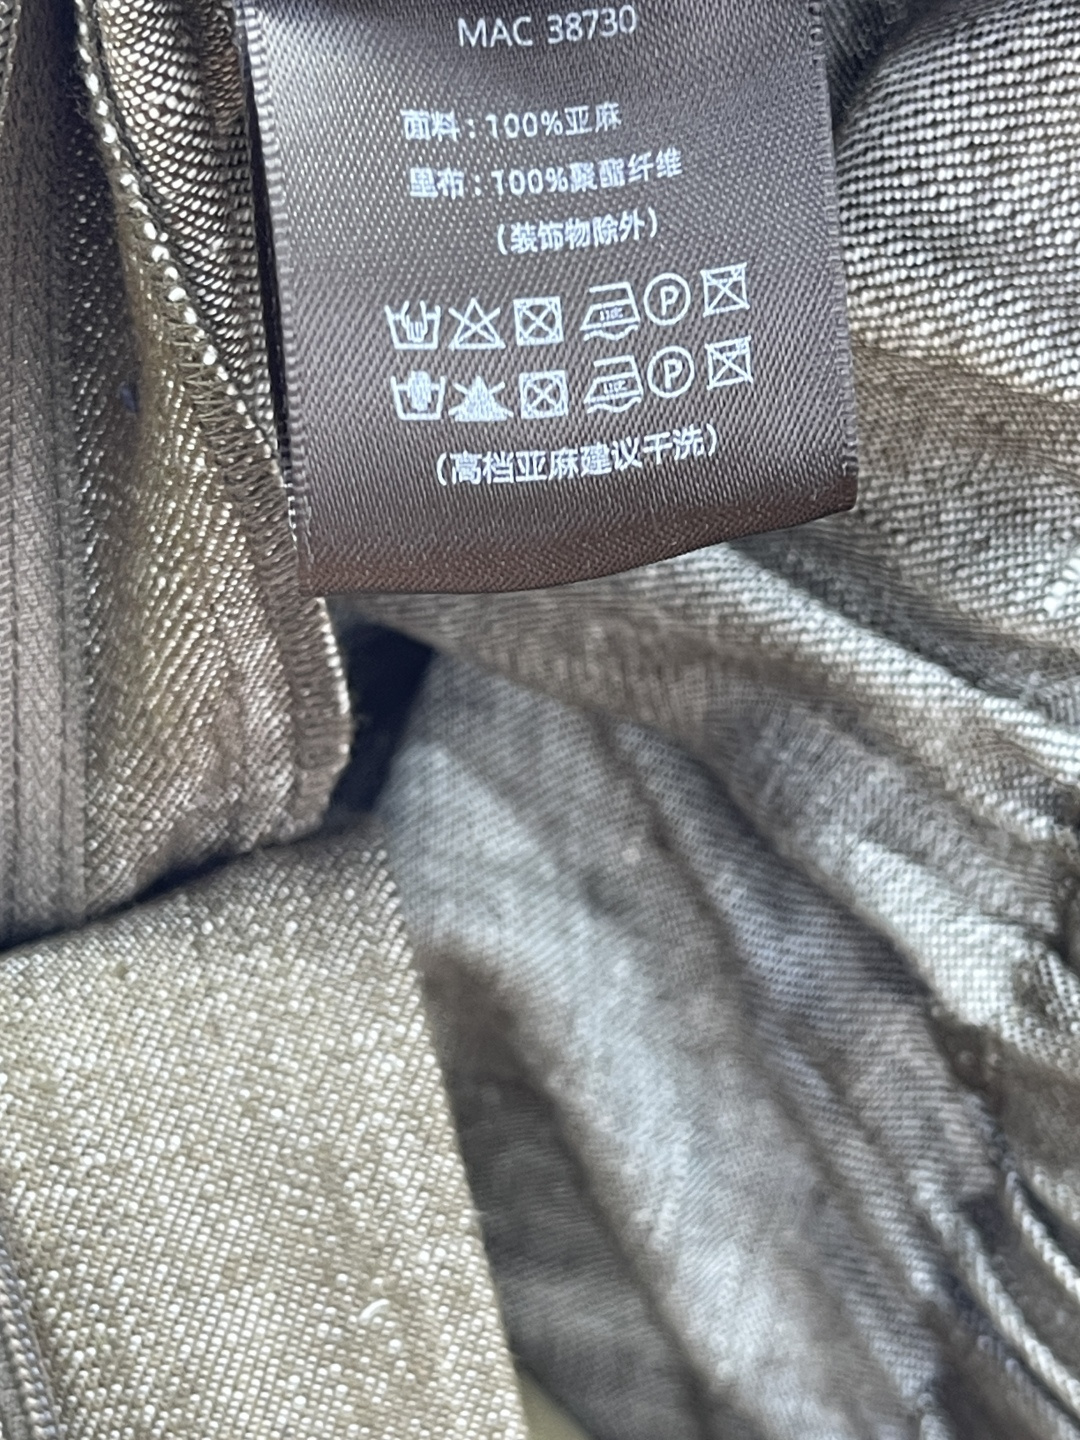 MAC 38730
面料：100%亚麻
里布：100%聚酯纤维
（装饰物除外）
P
P
（高档亚麻建议干洗）